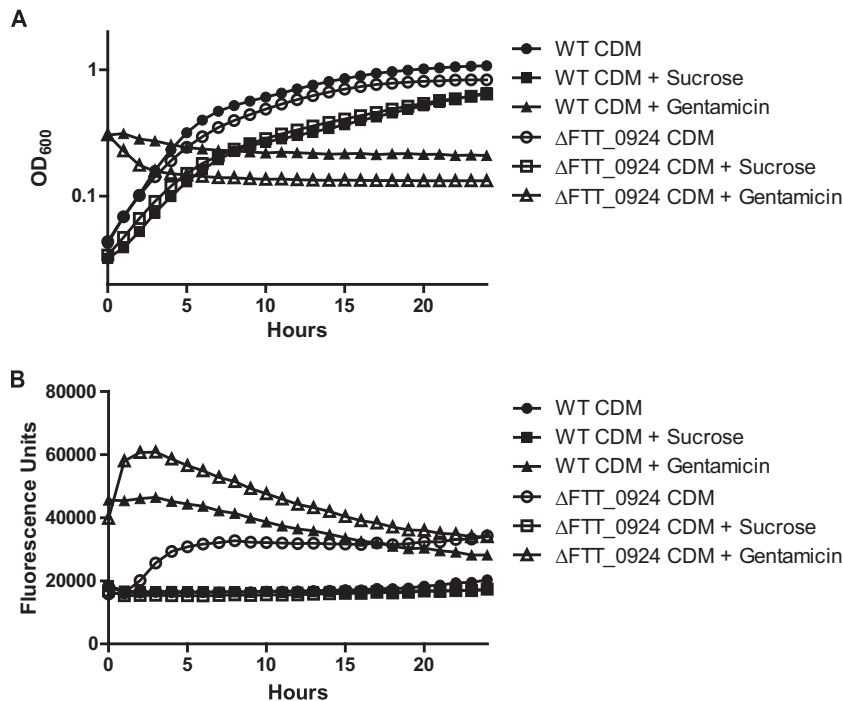 A
1
0.1
OD600
0
5
10
15
20
Hours
WT CDM
WT CDM + Sucrose
WT CDM + Gentamicin
ΔFTT_0924 CDM
ΔFTT_0924 CDM + Sucrose
ΔFTT_0924 CDM + Gentamicin
B
80000
60000
40000
20000
0
Fluorescence Units
0
5
10
15
20
Hours
WT CDM
WT CDM + Sucrose
WT CDM + Gentamicin
ΔFTT_0924 CDM
ΔFTT_0924 CDM + Sucrose
ΔFTT_0924 CDM + Gentamicin